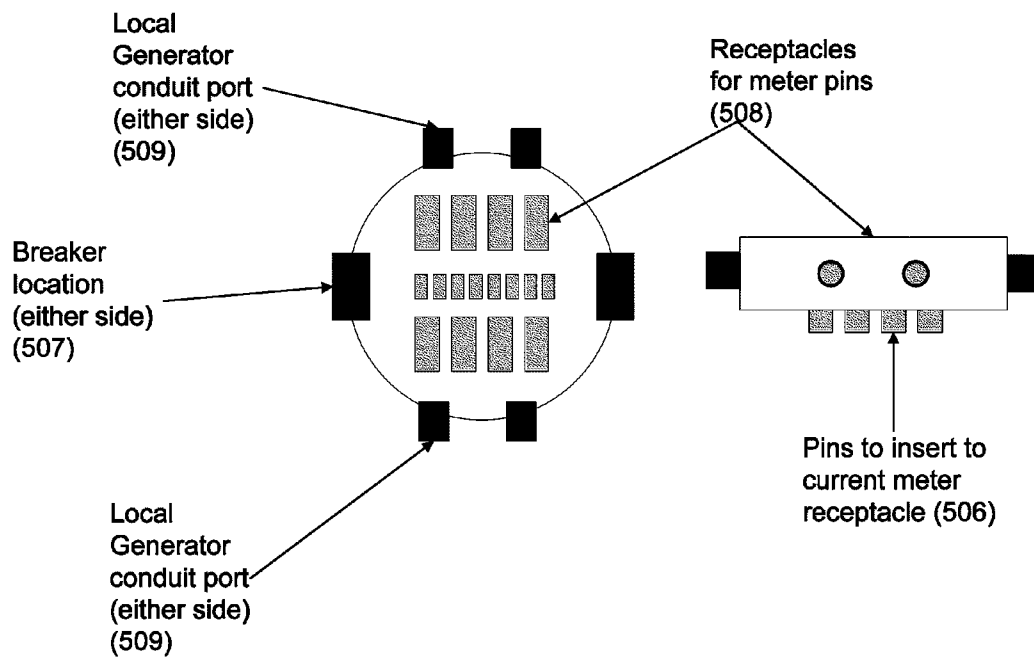 Local
Generator
conduit port
(either side)
(509)
Receptacles
for meter pins
(508)
Breaker
location
(either side)
(507)
Pins to insert to
current meter
receptacle (506)
Local
Generator
conduit port
(either side)
(509)